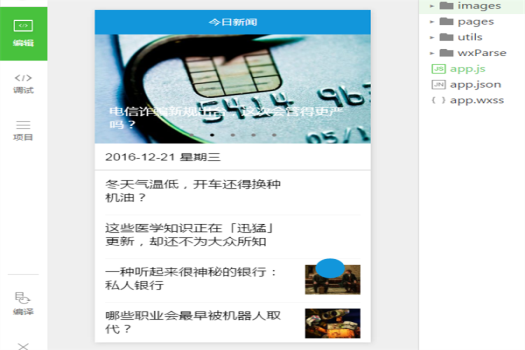 编辑
调试
项目
编译
今日新闻
电信诈骗新规出台，这次会管得更严
吗？
2016-12-21 星期三
冬天气温低，开车还得换种
机油？
这些医学知识正在「迅猛」
更新，却还不为大众所知
一种听起来很神秘的银行：
私人银行
哪些职业会最早被机器人取
代？
images
pages
utils
wxParse
JS app.js
JN app.json
{ } app.wxss